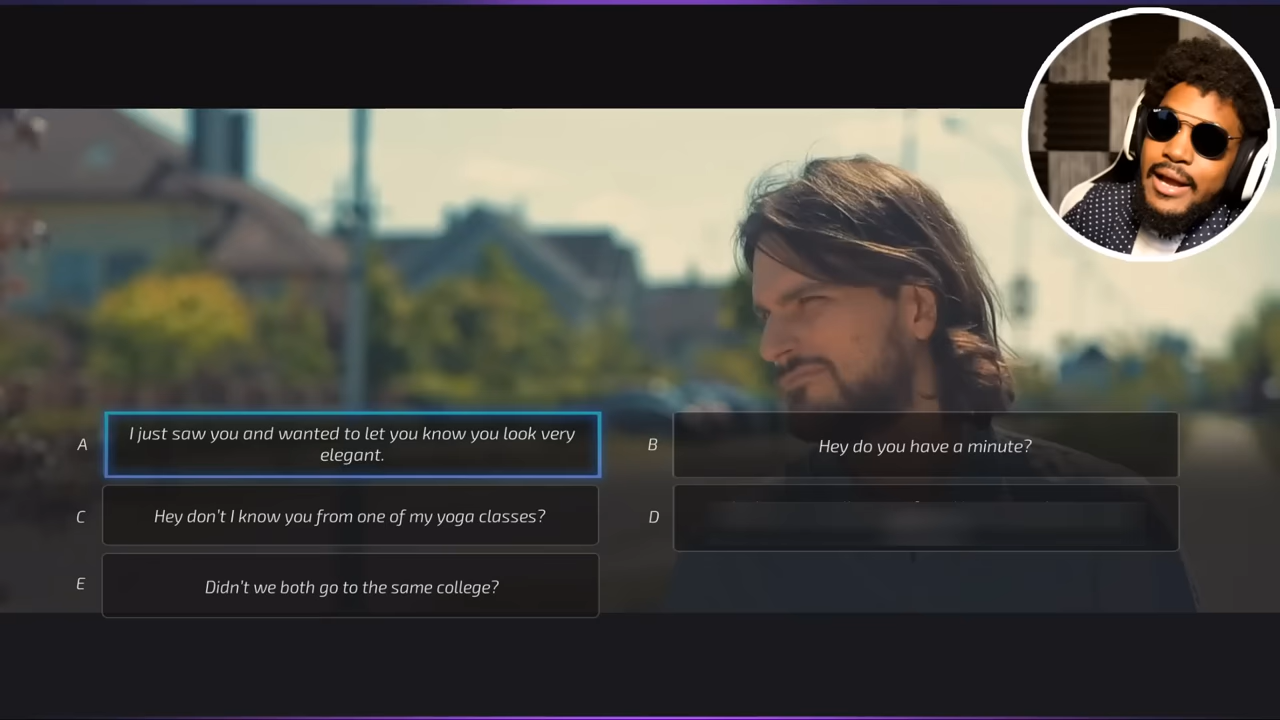 A
I just saw you and wanted to let you know you look very
elegant.
B
Hey do you have a minute?
C
Hey don't I know you from one of my yoga classes?
D
E
Didn't we both go to the same college?